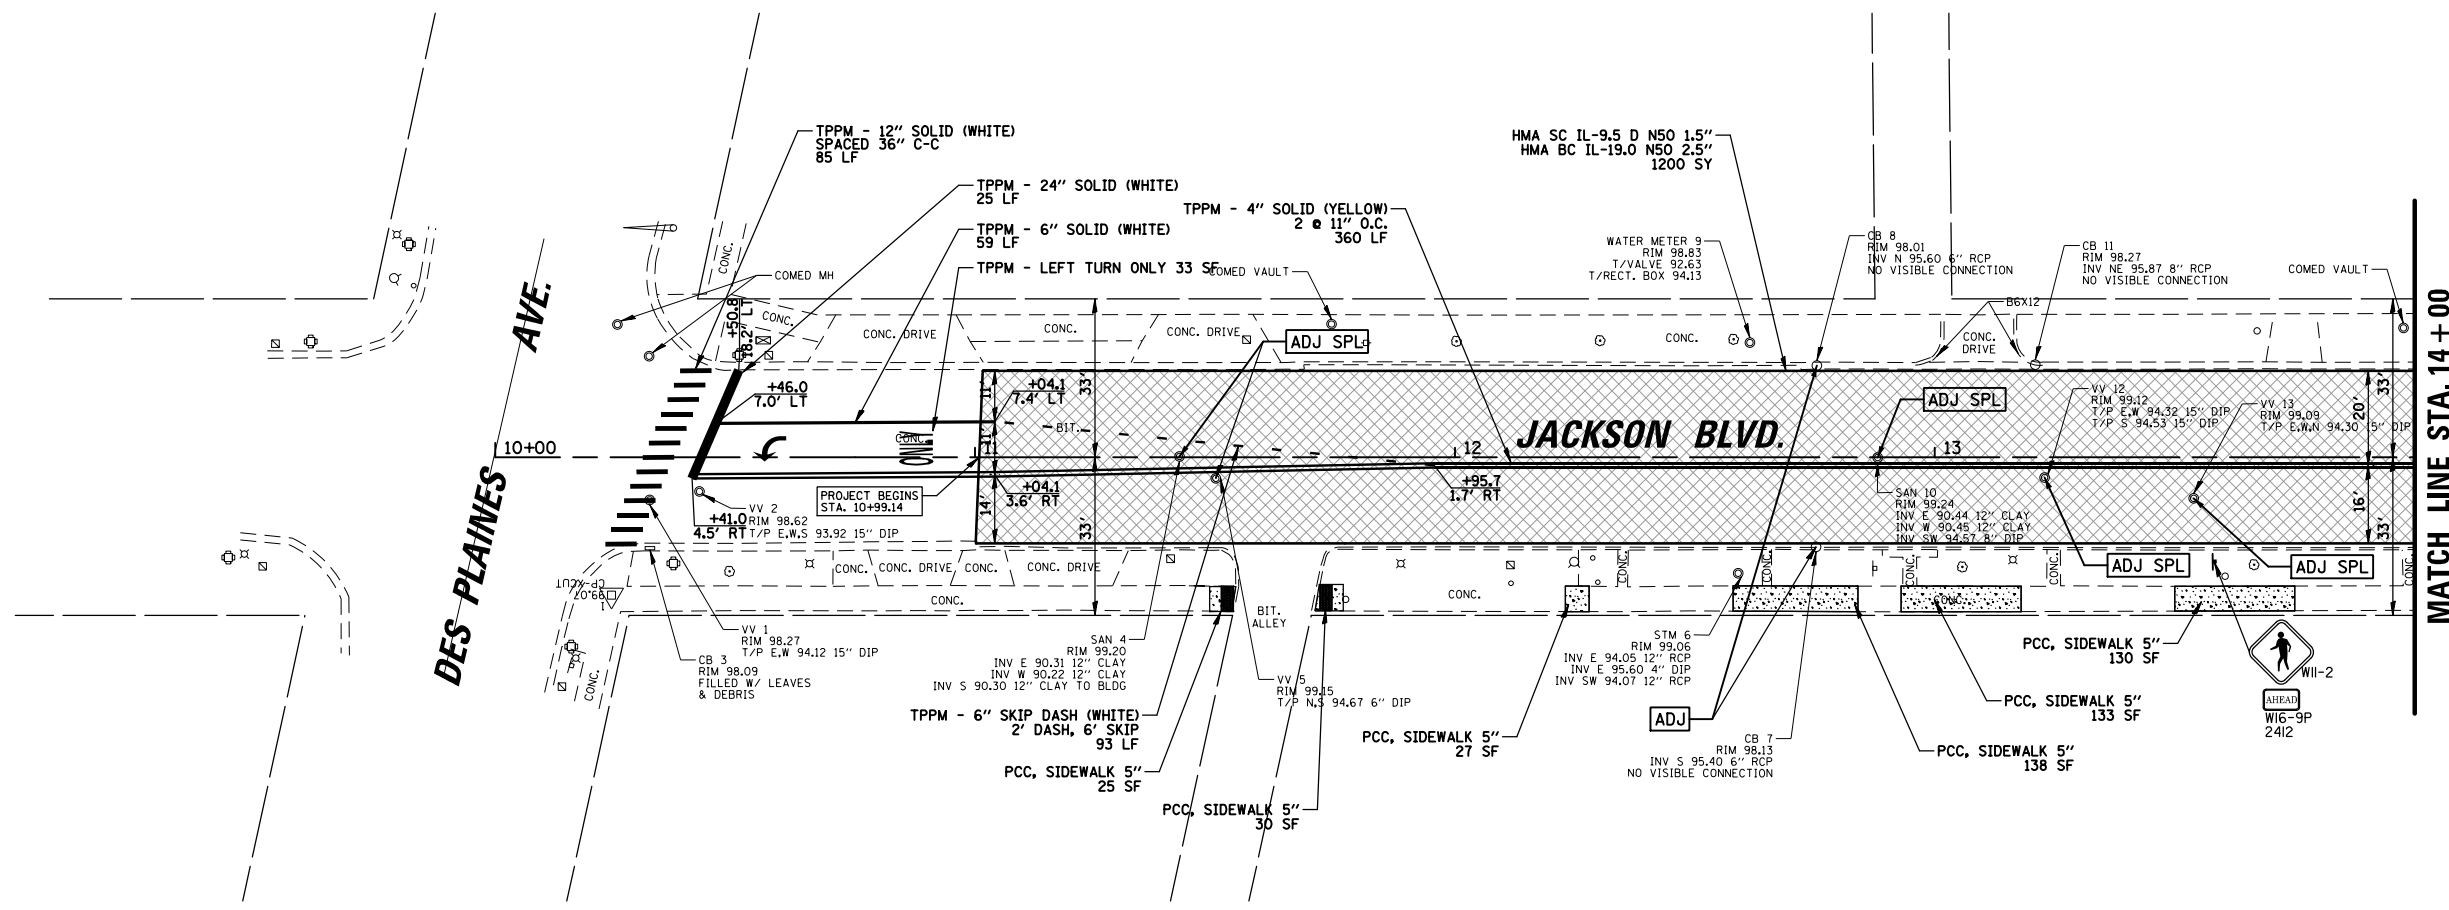 TPPM - 12" SOLID (WHITE)
SPACED 36" C-C
85 LF
TPPM - 24" SOLID (WHITE)
25 LF
TPPM - 6" SOLID (WHITE)
59 LF
TPPM - LEFT TURN ONLY 33 SF
TPPM - 4" SOLID (YELLOW)
2 @ 11" O.C.
360 LF
HMA SC IL-9.5 D N50 1.5"
HMA BC IL-19.0 N50 2.5"
1200 SY
COMED MH
COMED VAULT
WATER METER 9
RIM 98.83
T/VALVE 92.63
T/RECT. BOX 94.13
CB 8
RIM 98.01
INV N 95.60 6" RCP
NO VISIBLE CONNECTION
CB 11
RIM 98.27
INV NE 95.87 8" RCP
NO VISIBLE CONNECTION
COMED VAULT
B6X12
CONC.
+50.8
18.2' LT
CONC.
CONC. DRIVE
CONC.
CONC. DRIVE
ADJ SPL
CONC.
CONC.
DRIVE
+46.0
7.0' LT
11'
+04.1
7.4' LT
33'
BIT.
ADJ SPL
VV 12
RIM 99.12
T/P E,W 94.32 15" DIP
T/P S 94.53 15" DIP
VV 13
RIM 99.09
T/P E,W,N 94.30 15" DIP
20'
33'
DES PLAINES AVE.
10+00
CONC.
ONLY
11'
11
12
JACKSON BLVD.
13
MATCH LINE STA. 14+00
PROJECT BEGINS
STA. 10+99.14
+04.1
3.6' RT
14'
33'
+95.7
1.7' RT
SAN 10
RIM 99.24
INV E 90.44 12" CLAY
INV W 90.45 12" CLAY
INV SW 94.57 8" DIP
16'
33'
+41.0
4.5' RT
VV 2
RIM 98.62
T/P E,W,S 93.92 15" DIP
CONC.
CONC. DRIVE
CONC.
CONC. DRIVE
CONC.
CONC.
CONC.
CONC.
CONC.
ADJ SPL
ADJ SPL
CP-XCUT
99.07
1
CONC.
BIT.
ALLEY
CONC.
CONC.
CONC.
VV 1
RIM 98.27
T/P E,W 94.12 15" DIP
CB 3
RIM 98.09
FILLED W/ LEAVES
& DEBRIS
SAN 4
RIM 99.20
INV E 90.31 12" CLAY
INV W 90.22 12" CLAY
INV S 90.30 12" CLAY TO BLDG
VV 5
RIM 99.15
T/P N,S 94.67 6" DIP
TPPM - 6" SKIP DASH (WHITE)
2' DASH, 6' SKIP
93 LF
PCC, SIDEWALK 5"
25 SF
PCC, SIDEWALK 5"
30 SF
PCC, SIDEWALK 5"
27 SF
STM 6
RIM 99.06
INV E 94.05 12" RCP
INV E 95.60 4" DIP
INV SW 94.07 12" RCP
ADJ
CB 7
RIM 98.13
INV S 95.40 6" RCP
NO VISIBLE CONNECTION
PCC, SIDEWALK 5"
138 SF
PCC, SIDEWALK 5"
133 SF
PCC, SIDEWALK 5"
130 SF
W11-2
AHEAD
W16-9P
2412